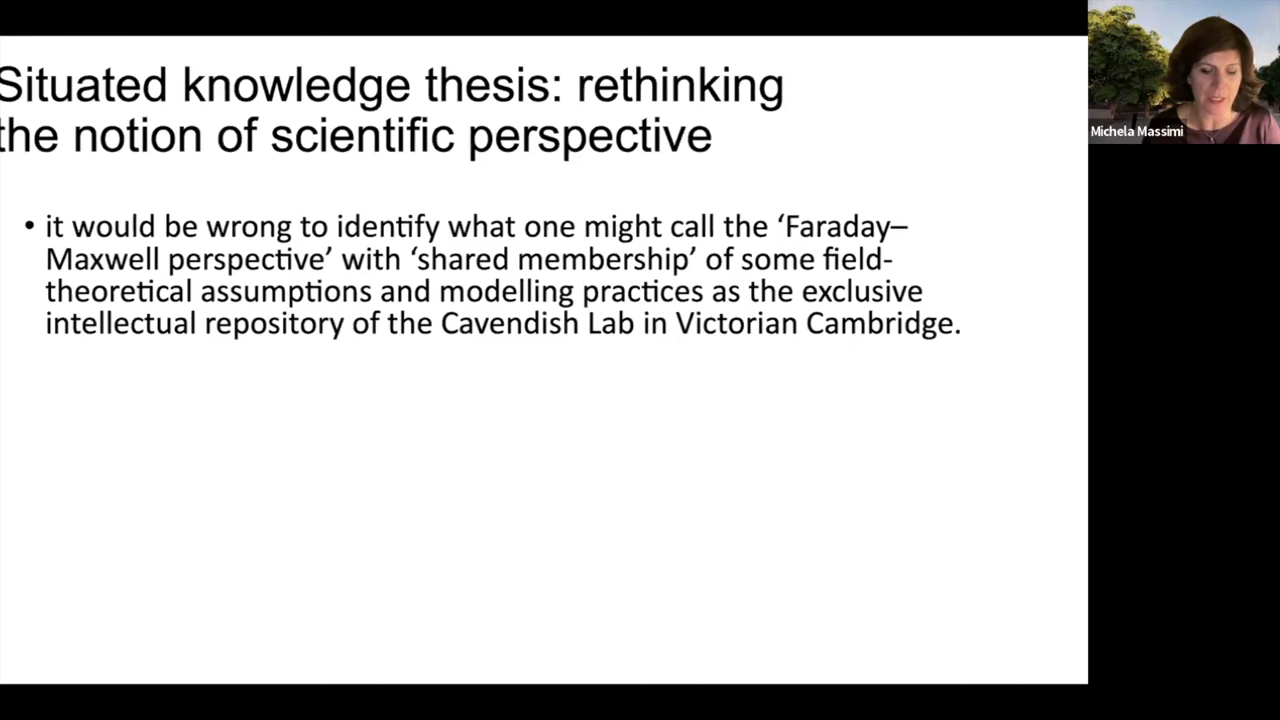 Situated knowledge thesis: rethinking
the notion of scientific perspective
• it would be wrong to identify what one might call the ‘Faraday–
Maxwell perspective’ with ‘shared membership’ of some field-
theoretical assumptions and modelling practices as the exclusive
intellectual repository of the Cavendish Lab in Victorian Cambridge.
Michela Massimi